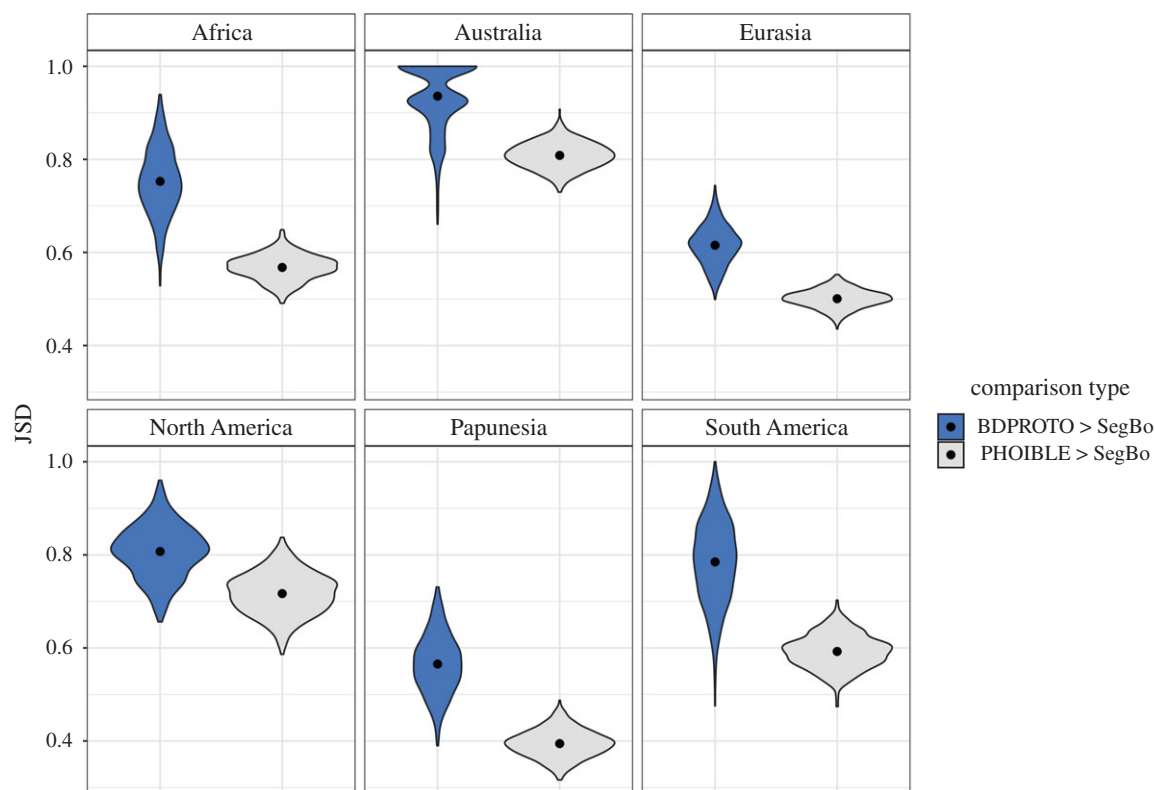 Africa
Australia
Eurasia
1.0
0.8
0.6
0.4
JSD
North America
Papunesia
South America
1.0
0.8
0.6
0.4
comparison type
BDPROTO > SegBo
PHOIBLE > SegBo